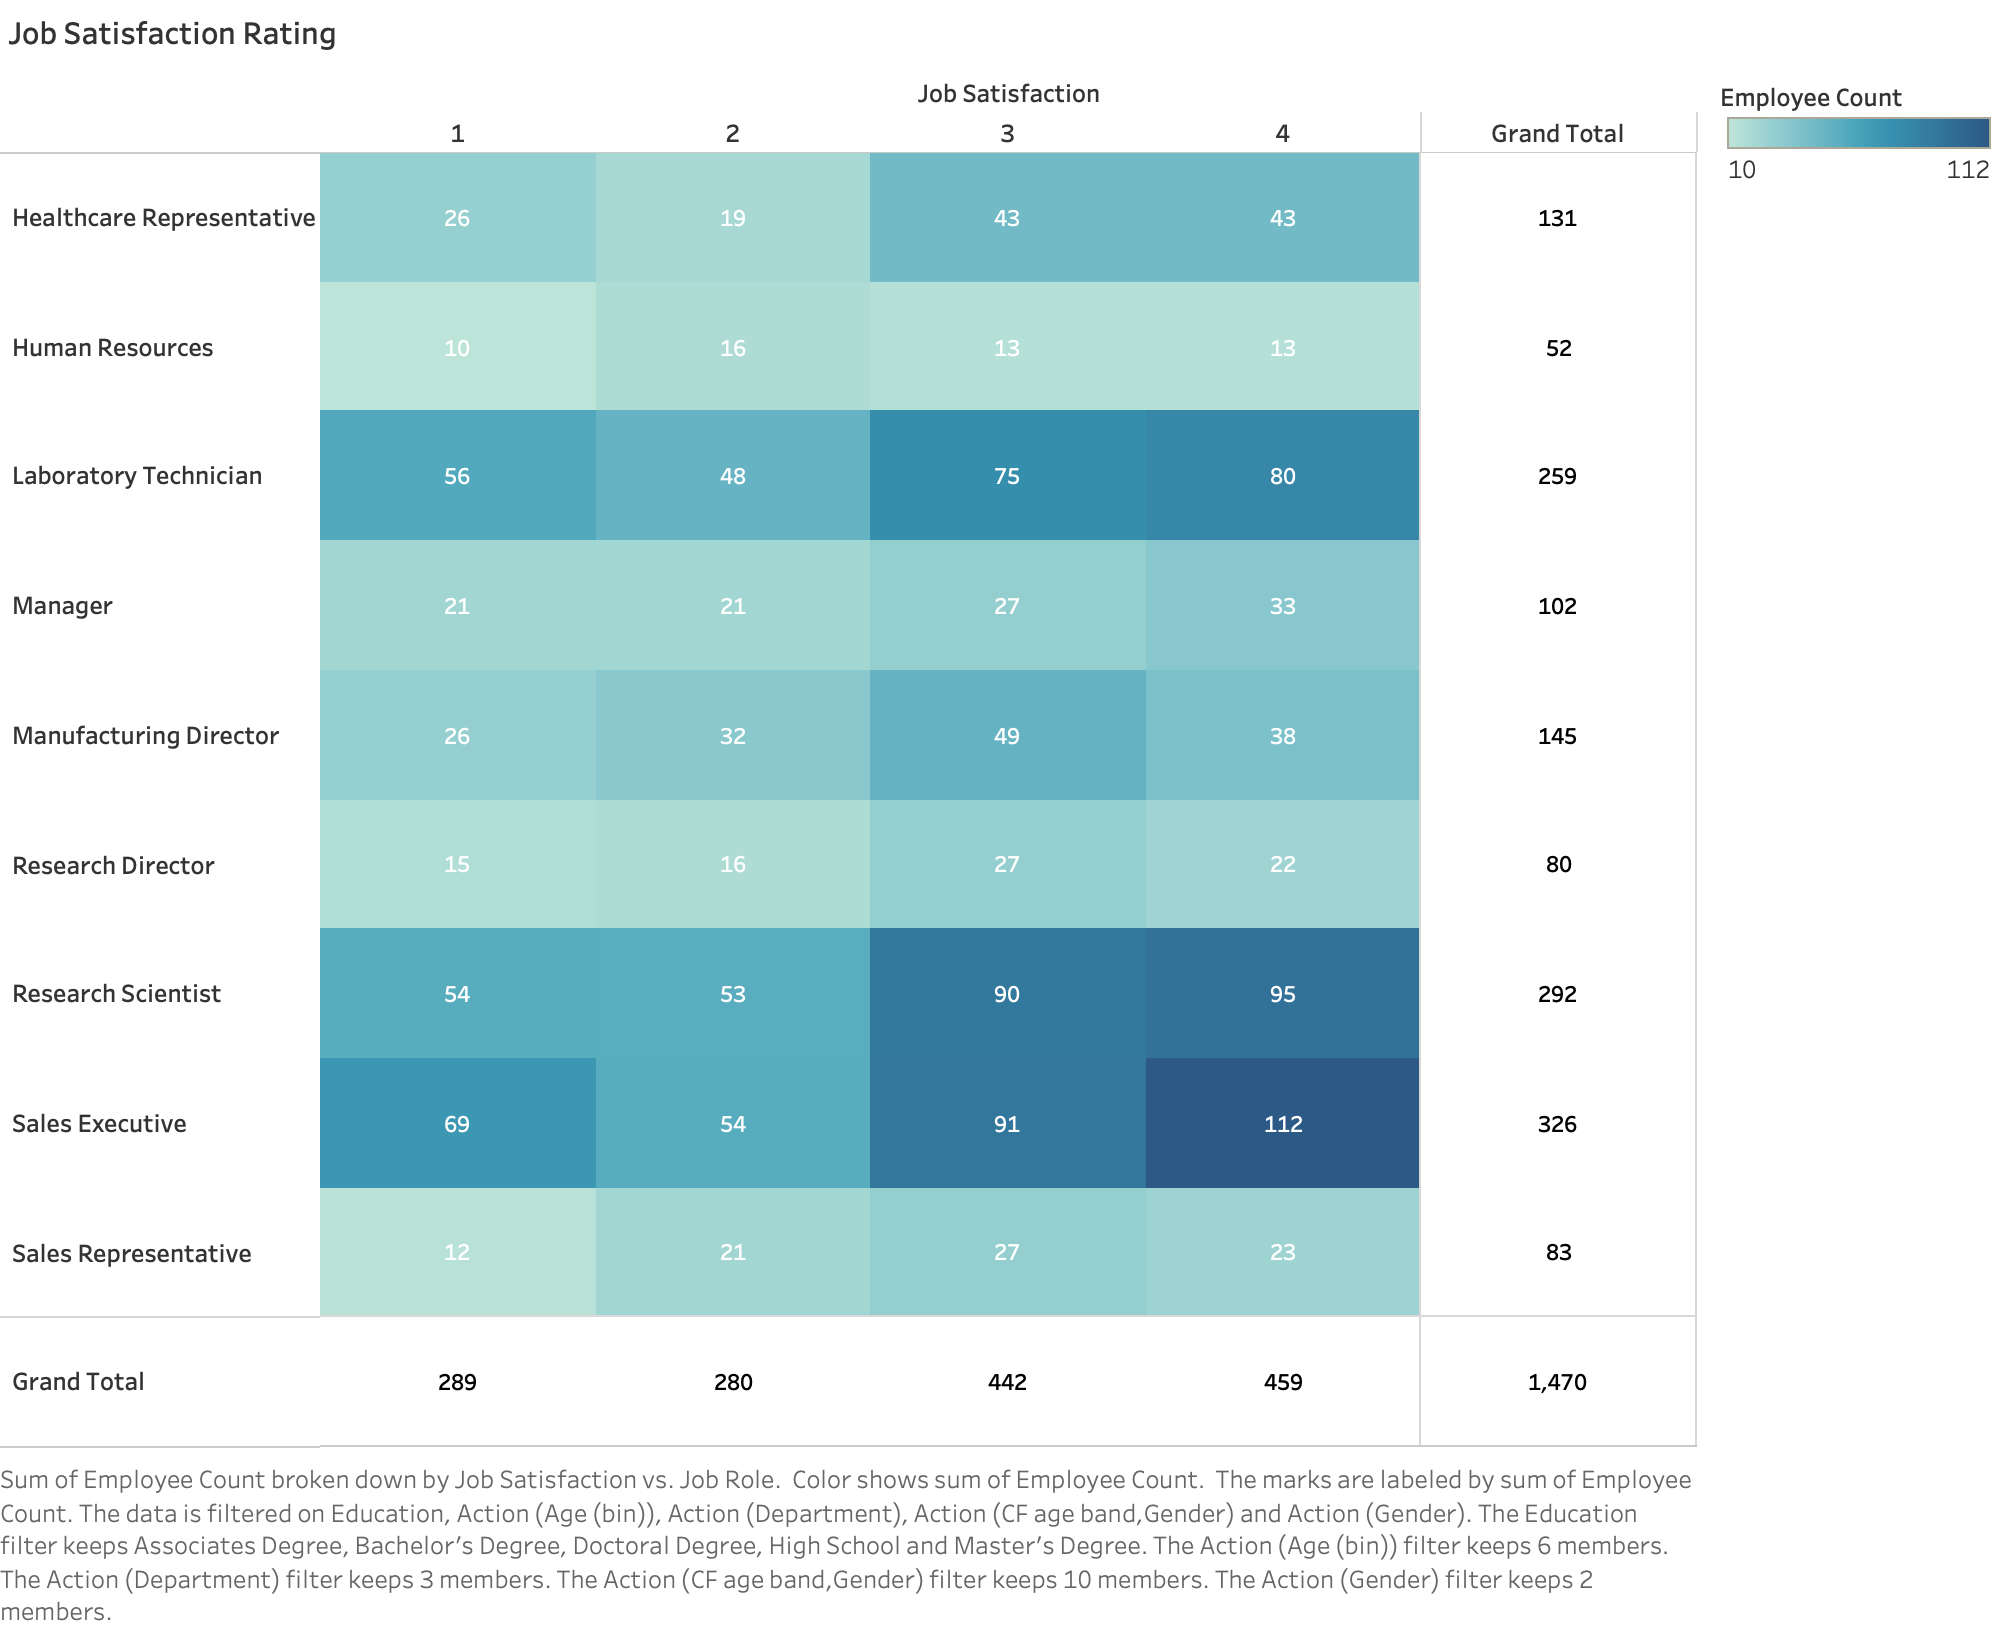 Job Satisfaction Rating
Job Satisfaction
Employee Count
1 2 3 4 Grand Total
10 112
Healthcare Representative 26 19 43 43 131
Human Resources 10 16 13 13 52
Laboratory Technician 56 48 75 80 259
Manager 21 21 27 33 102
Manufacturing Director 26 32 49 38 145
Research Director 15 16 27 22 80
Research Scientist 54 53 90 95 292
Sales Executive 69 54 91 112 326
Sales Representative 12 21 27 23 83
Grand Total 289 280 442 459 1,470
Sum of Employee Count broken down by Job Satisfaction vs. Job Role.  Color shows sum of Employee Count.  The marks are labeled by sum of Employee
Count. The data is filtered on Education, Action (Age (bin)), Action (Department), Action (CF age band,Gender) and Action (Gender). The Education
filter keeps Associates Degree, Bachelor’s Degree, Doctoral Degree, High School and Master’s Degree. The Action (Age (bin)) filter keeps 6 members.
The Action (Department) filter keeps 3 members. The Action (CF age band,Gender) filter keeps 10 members. The Action (Gender) filter keeps 2
members.